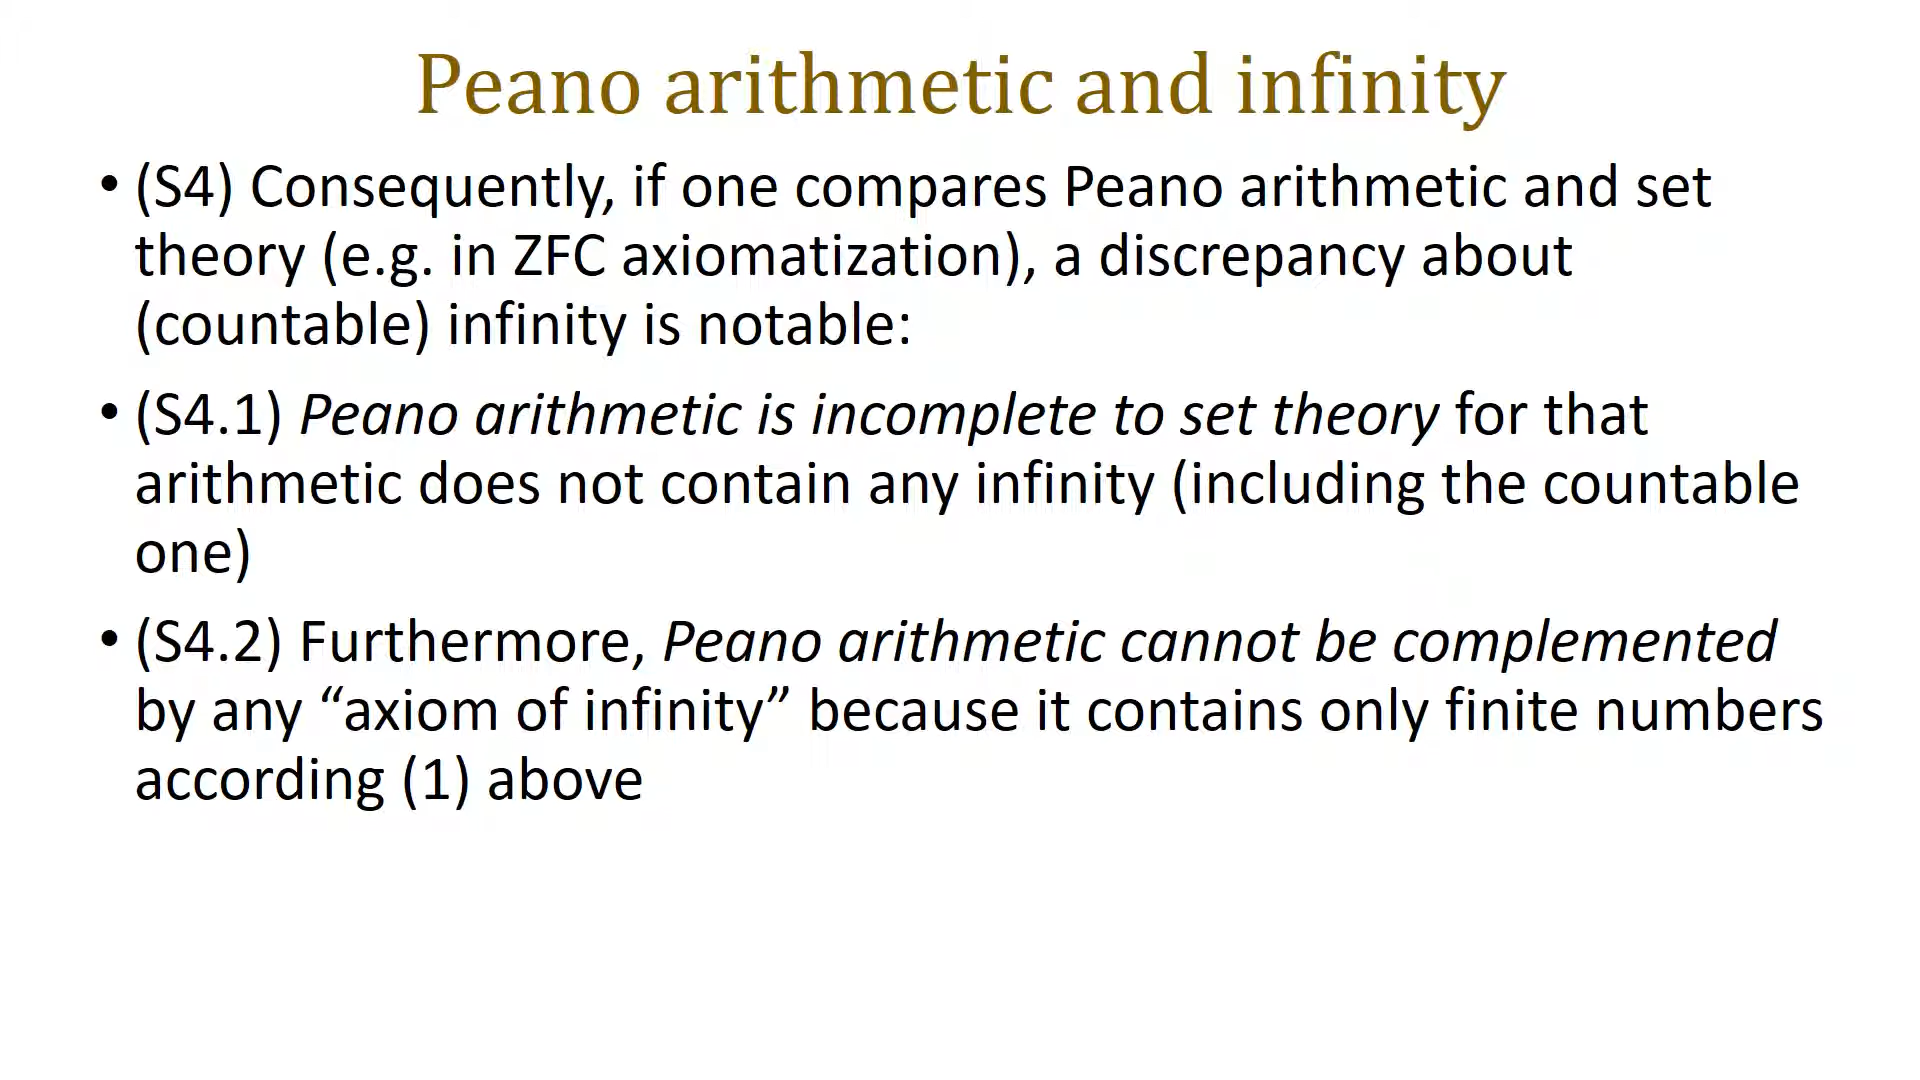 Peano arithmetic and infinity
• (S4) Consequently, if one compares Peano arithmetic and set
theory (e.g. in ZFC axiomatization), a discrepancy about
(countable) infinity is notable:
• (S4.1) Peano arithmetic is incomplete to set theory for that
arithmetic does not contain any infinity (including the countable
one)
• (S4.2) Furthermore, Peano arithmetic cannot be complemented
by any “axiom of infinity” because it contains only finite numbers
according (1) above